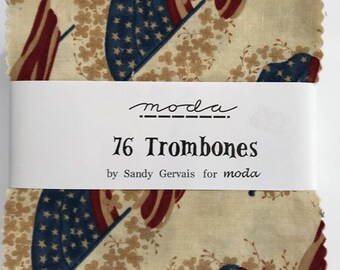 moda
76 Trombones
by Sandy Gervais for moda